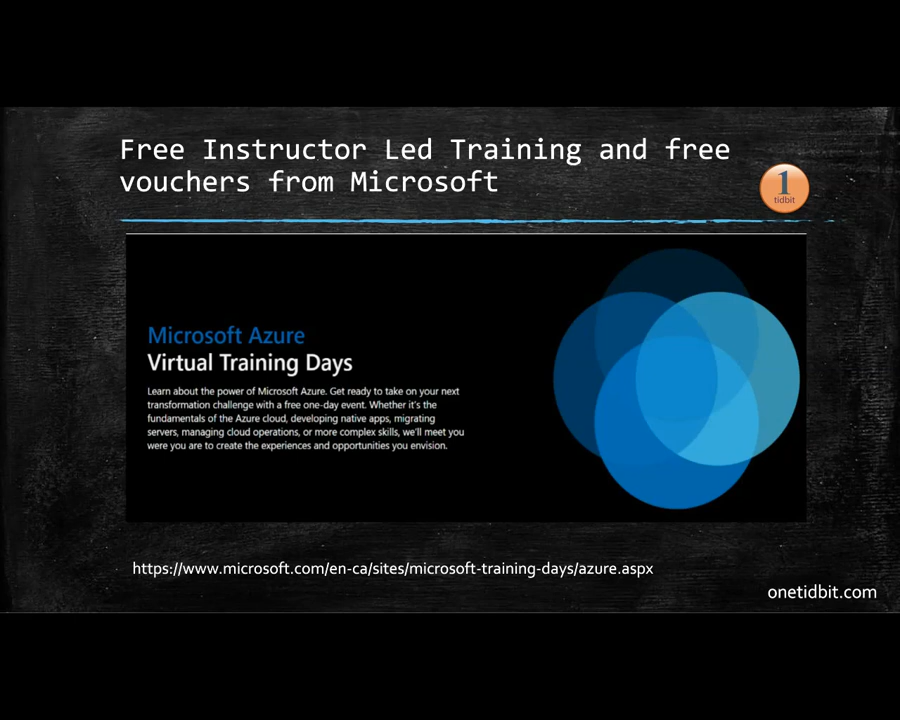 Free Instructor Led Training and free
vouchers from Microsoft
1
tidbit
Microsoft Azure
Virtual Training Days
Learn about the power of Microsoft Azure. Get ready to take on your next
transformation challenge with a free one-day event. Whether it's the
fundamentals of the Azure cloud, developing native apps, migrating
servers, managing cloud operations, or more complex skills, we'll meet you
were you are to create the experiences and opportunities you envision.
https://www.microsoft.com/en-ca/sites/microsoft-training-days/azure.aspx
onetidbit.com